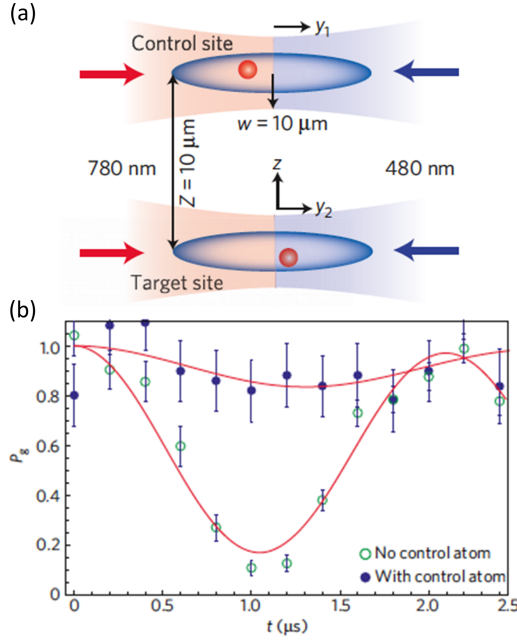 (a)
Control site
y₁
w = 10 µm
780 nm
Z = 10 µm
480 nm
z
y₂
Target site
(b)
1.0
0.8
0.6
0.4
0.2
0
P_g
No control atom
With control atom
0
0.5
1.0
1.5
2.0
2.5
t (µs)